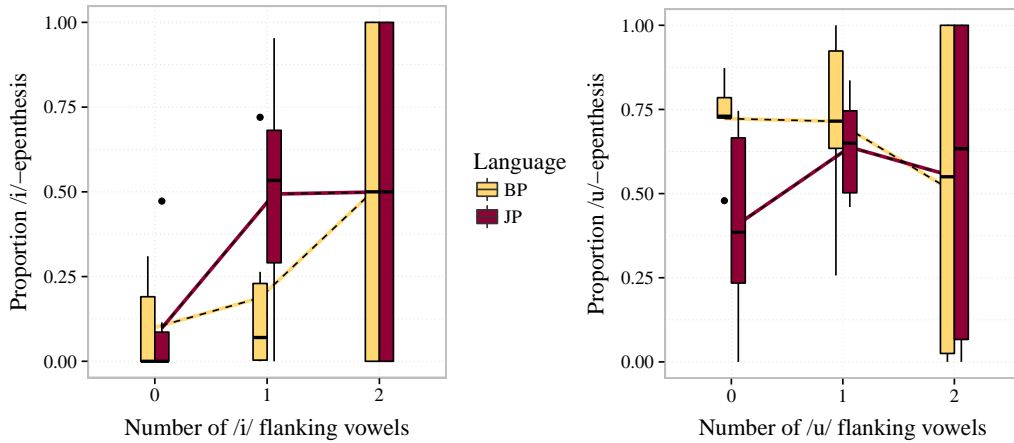 Proportion /i/−epenthesis
1.00
0.75
0.50
0.25
0.00
0
1
2
Number of /i/ flanking vowels
Language
BP
JP
Proportion /u/−epenthesis
1.00
0.75
0.50
0.25
0.00
0
1
2
Number of /u/ flanking vowels